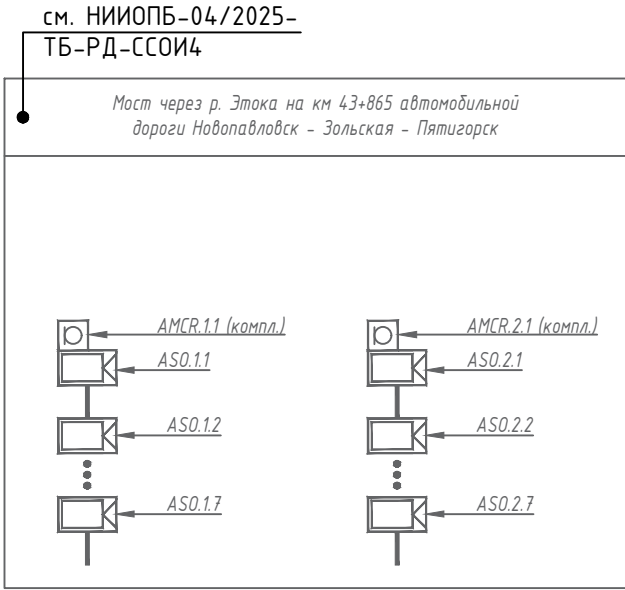 см. НИИОПБ-04/2025-
ТБ-РД-ССОИ4
Мост через р. Этока на км 43+865 автомобильной
дороги Новопавловск - Зольская - Пятигорск
AMCR.1.1 (компл.)
ASO.1.1
ASO.1.2
ASO.1.7
AMCR.2.1 (компл.)
ASO.2.1
ASO.2.2
ASO.2.7